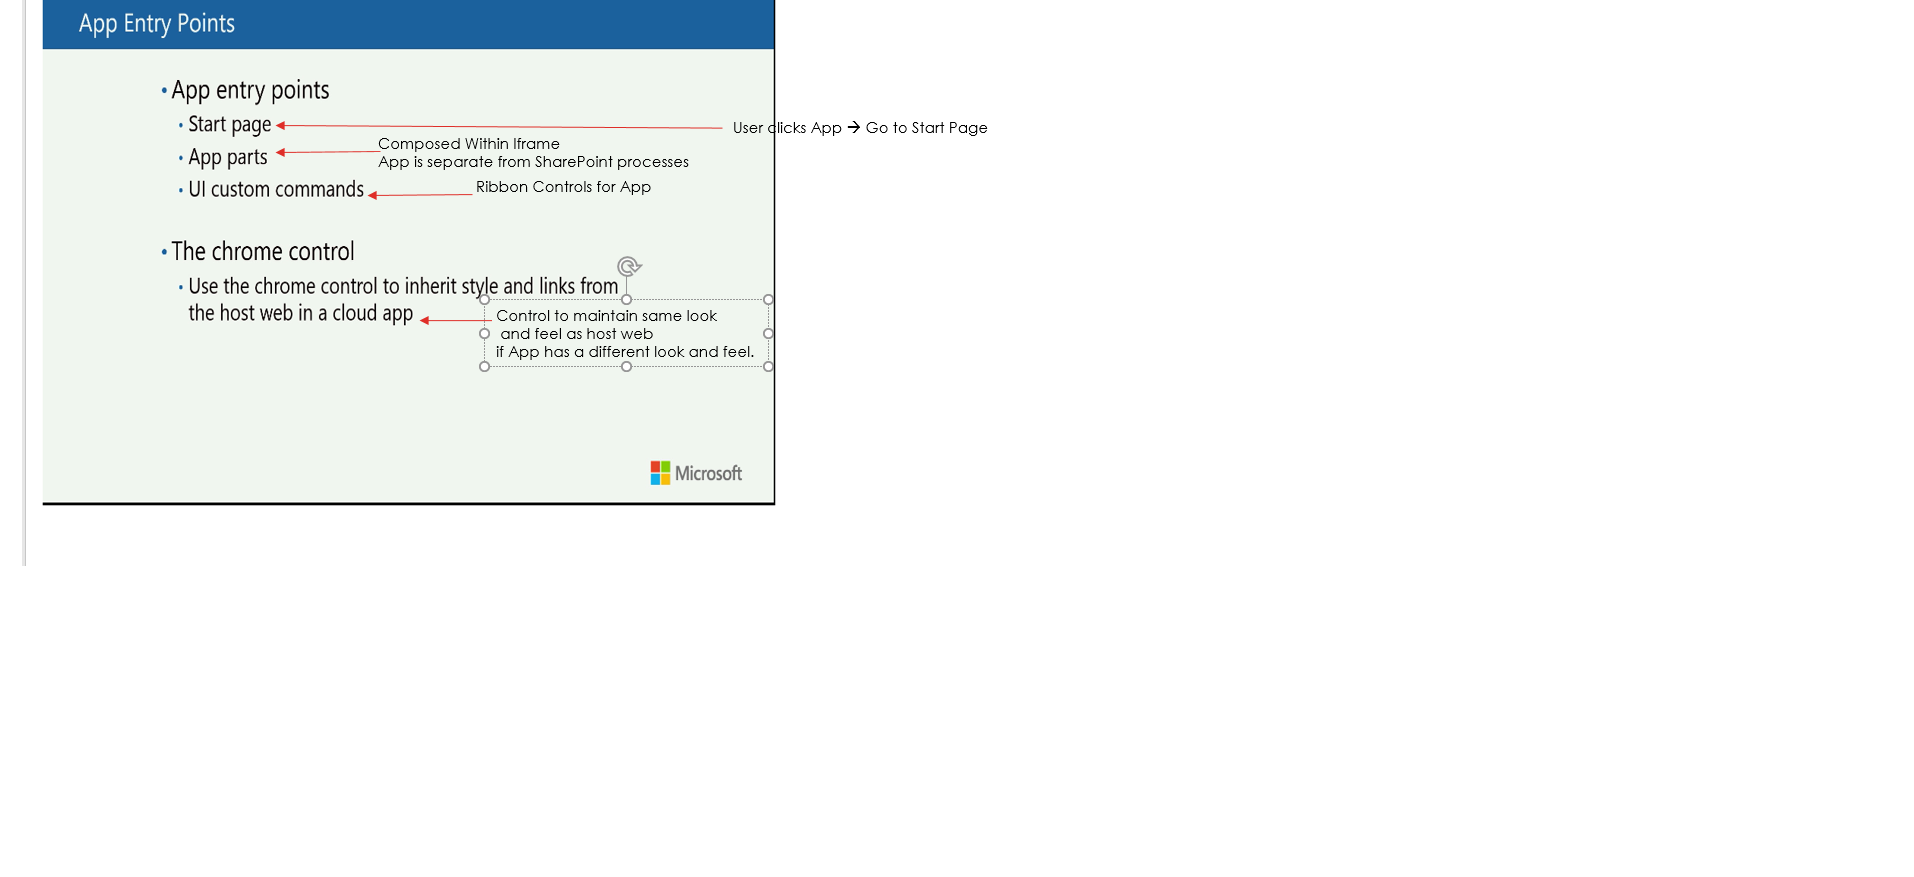 App Entry Points
• App entry points
• Start page
User clicks App → Go to Start Page
• App parts
Composed Within Iframe
App is separate from SharePoint processes
• UI custom commands
Ribbon Controls for App
• The chrome control
• Use the chrome control to inherit style and links from
the host web in a cloud app
Control to maintain same look
and feel as host web
if App has a different look and feel.
Microsoft